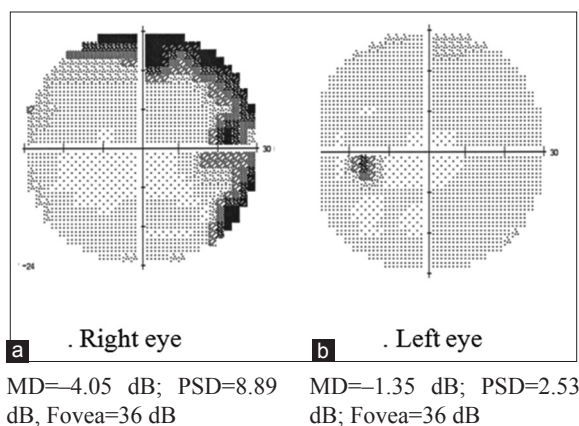 30
30
-24
a . Right eye
b . Left eye
MD=–4.05 dB; PSD=8.89
dB, Fovea=36 dB
MD=–1.35 dB; PSD=2.53
dB; Fovea=36 dB